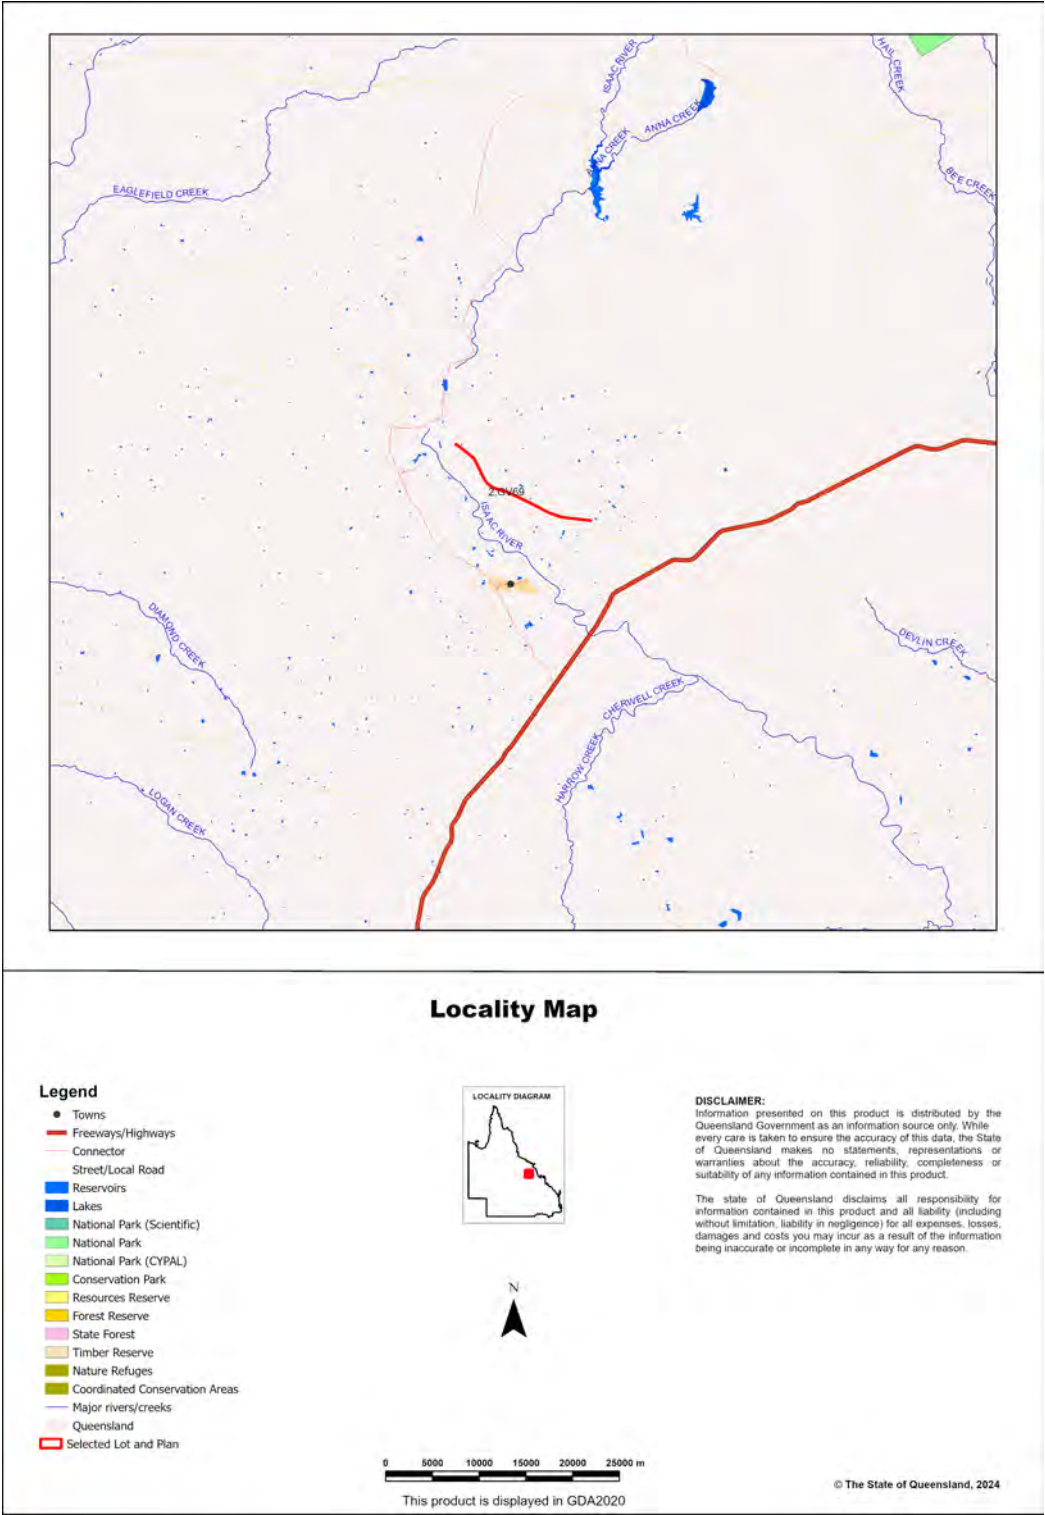 HAIL CREEK
ISAAC RIVER
ANNA CREEK
ANNA CREEK
BEE CREEK
EAGLEFIELD CREEK
2 GV69
ISAAC RIVER
DIAMOND CREEK
DEVLIN CREEK
CHERWELL CREEK
HARROW CREEK
LOGAN CREEK
Locality Map
Legend
Towns
Freeways/Highways
Connector
Street/Local Road
Reservoirs
Lakes
National Park (Scientific)
National Park
National Park (CYPAL)
Conservation Park
Resources Reserve
Forest Reserve
State Forest
Timber Reserve
Nature Refuges
Coordinated Conservation Areas
Major rivers/creeks
Queensland
Selected Lot and Plan
LOCALITY DIAGRAM
N
DISCLAIMER:
Information presented on this product is distributed by the
Queensland Government as an information source only. While
every care is taken to ensure the accuracy of this data, the State
of Queensland makes no statements, representations or
warranties about the accuracy, reliability, completeness or
suitability of any information contained in this product.
The state of Queensland disclaims all responsibility for
information contained in this product and all liability (including
without limitation, liability in negligence) for all expenses, losses,
damages and costs you may incur as a result of the information
being inaccurate or incomplete in any way for any reason.
0 5000 10000 15000 20000 25000 m
This product is displayed in GDA2020
© The State of Queensland, 2024